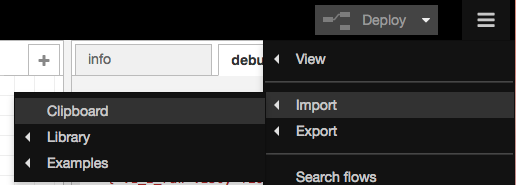 Deploy
info
debu
View
Clipboard
Import
Library
Export
Examples
Search flows